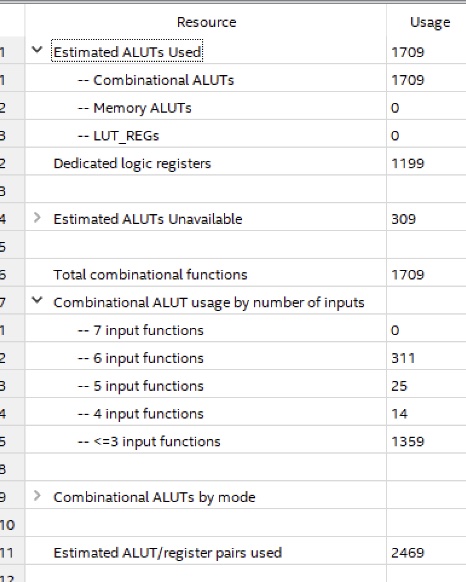 Resource Usage
1 Estimated ALUTs Used 1709
1 -- Combinational ALUTs 1709
2 -- Memory ALUTs 0
3 -- LUT_REGs 0
2 Dedicated logic registers 1199
3
4 Estimated ALUTs Unavailable 309
5
6 Total combinational functions 1709
7 Combinational ALUT usage by number of inputs
1 -- 7 input functions 0
2 -- 6 input functions 311
3 -- 5 input functions 25
4 -- 4 input functions 14
5 -- <=3 input functions 1359
8
9 Combinational ALUTs by mode
10
11 Estimated ALUT/register pairs used 2469
12